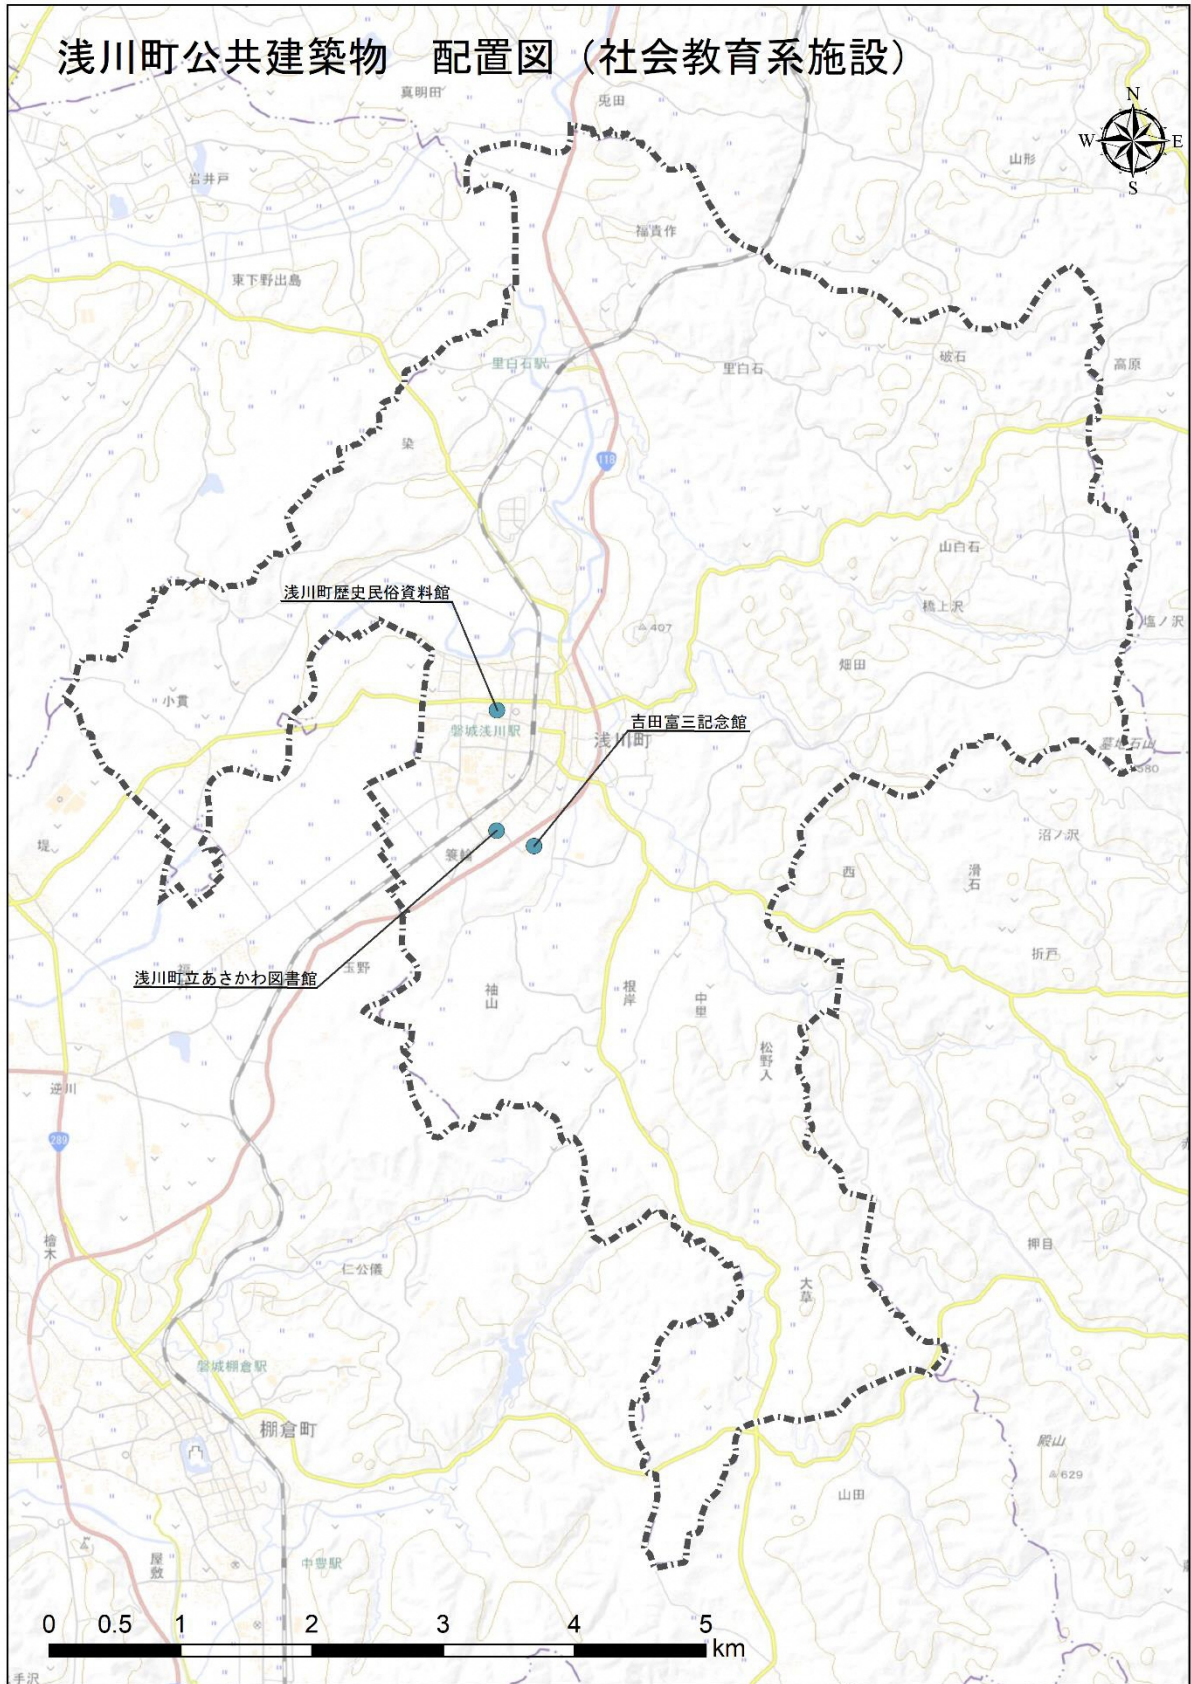 浅川町公共建築物　配置図（社会教育系施設）
真明田
兎田
N
W
E
S
山形
岩井戸
福貴作
東下野出島
里白石駅
里白石
破石
高原
染
118
山白石
浅川町歴史民俗資料館
橋上沢
407
塩ノ沢
畑田
小貫
吉田富三記念館
磐城浅川駅
浅川町
580
沼ノ沢
堤
簑輪
西
滑石
折戸
玉野
浅川町立あさかわ図書館
袖山
根岸
中里
松野入
逆川
289
檜木
押目
仁公儀
大草
磐城棚倉駅
棚倉町
殿山
629
山田
屋敷
中豊駅
0 0.5 1 2 3 4 5
km
手沢